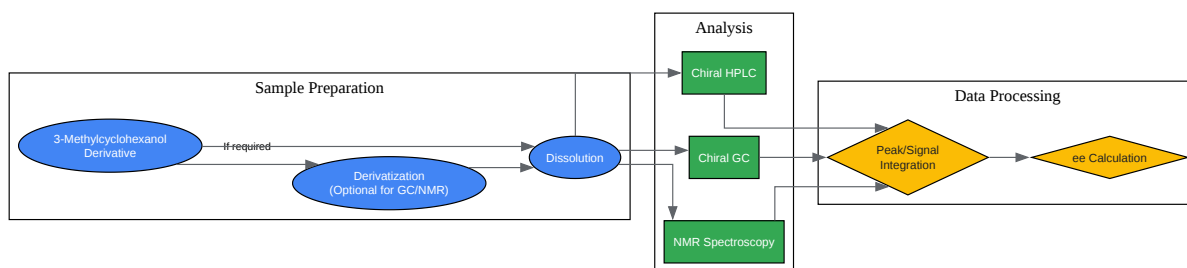 Analysis
Sample Preparation
Data Processing
Chiral HPLC
3-Methylcyclohexanol
Derivative
If required
Dissolution
Derivatization
(Optional for GC/NMR)
Chiral GC
NMR Spectroscopy
Peak/Signal
Integration
ee Calculation